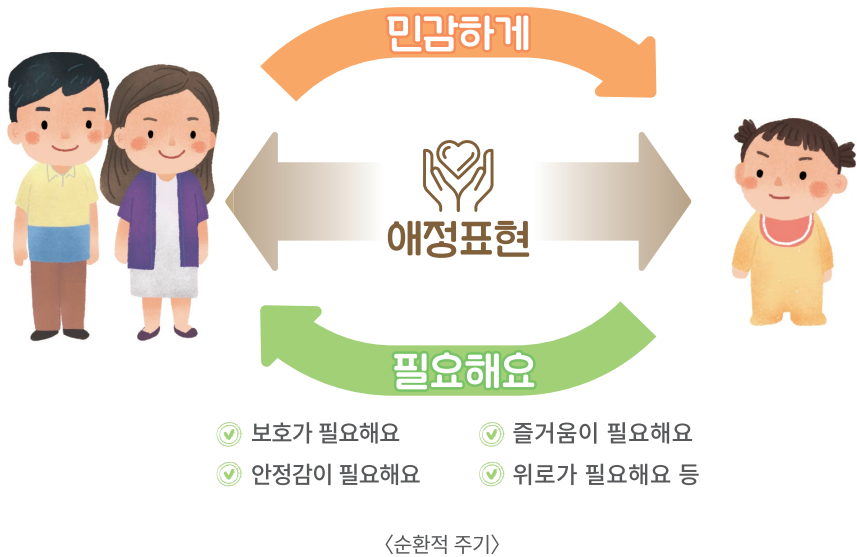 민감하게
애정표현
필요해요
보호가 필요해요
즐거움이 필요해요
안정감이 필요해요
위로가 필요해요 등
〈순환적 주기〉